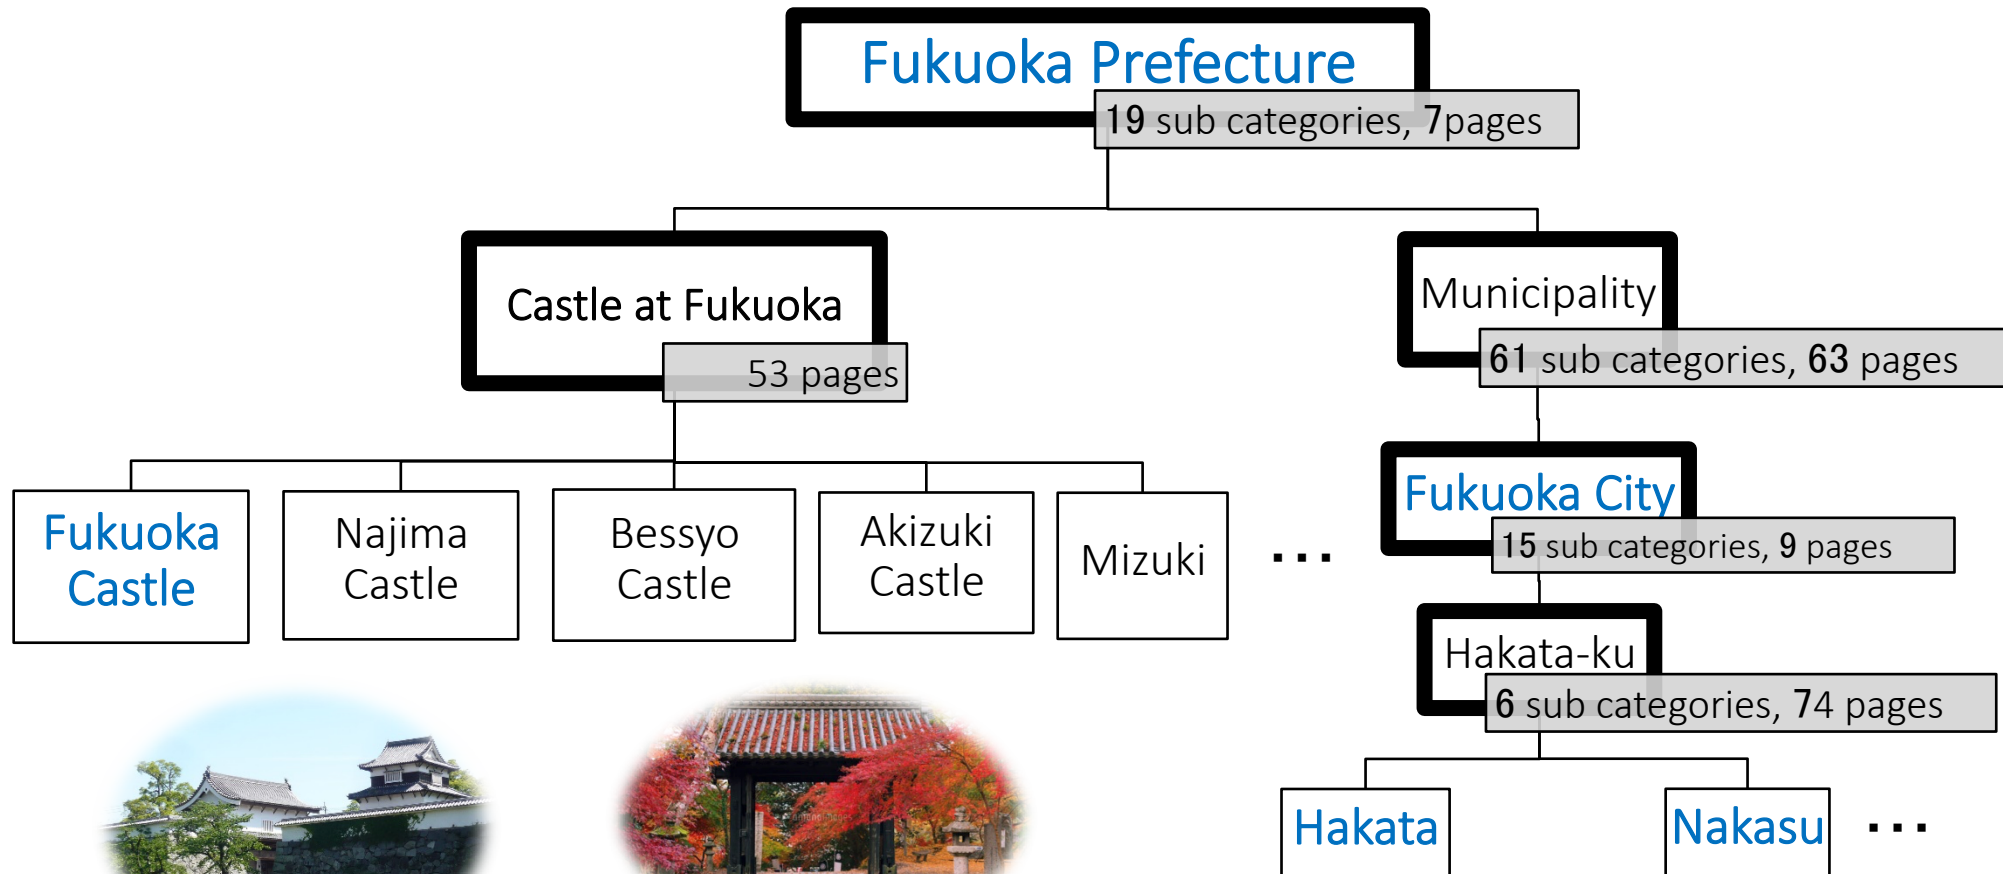 Fukuoka Prefecture
19 sub categories, 7pages
Castle at Fukuoka
53 pages
Municipality
61 sub categories, 63 pages
Fukuoka City
15 sub categories, 9 pages
Fukuoka
Castle
Najima
Castle
Bessyo
Castle
Akizuki
Castle
Mizuki
...
Hakata-ku
6 sub categories, 74 pages
Hakata
Nakasu
...